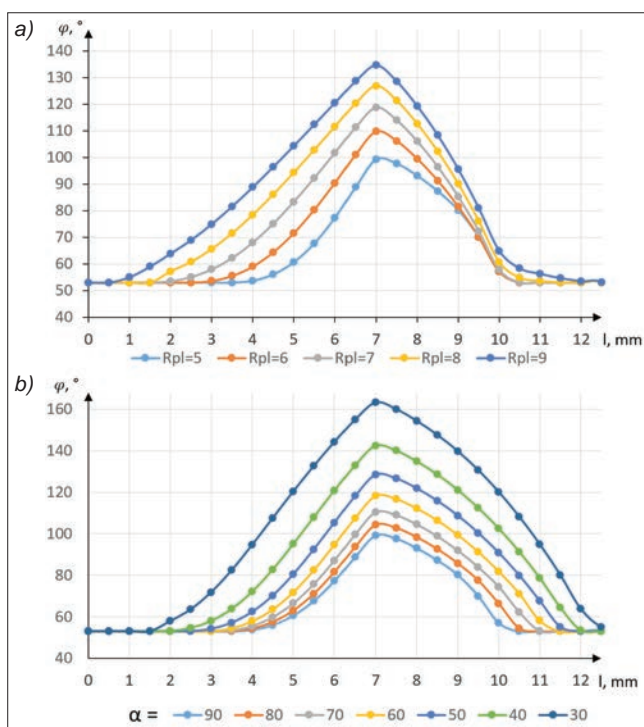 a)
φ, °
140
130
120
110
100
90
80
70
60
50
40
0 1 2 3 4 5 6 7 8 9 10 11 12 l, mm
Rpl=5 Rpl=6 Rpl=7 Rpl=8 Rpl=9
b)
φ, °
160
140
120
100
80
60
40
0 1 2 3 4 5 6 7 8 9 10 11 12 l, mm
α = 90 80 70 60 50 40 30